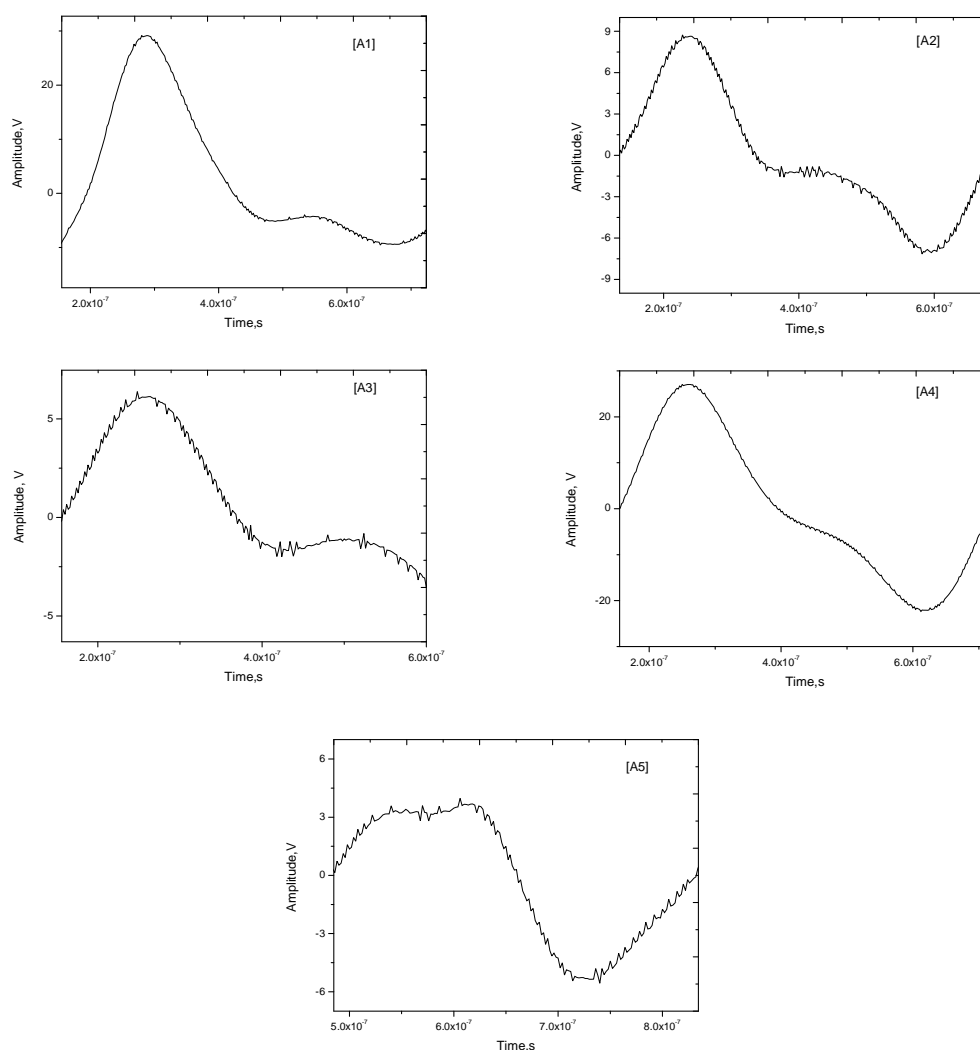 [A1]
20
0
Amplitude,V
2.0x10⁻⁷ 4.0x10⁻⁷ 6.0x10⁻⁷
Time,s
[A2]
9
6
3
0
-3
-6
-9
Amplitude,V
2.0x10⁻⁷ 4.0x10⁻⁷ 6.0x10⁻⁷
Time,s
[A3]
5
0
-5
Amplitude, V
2.0x10⁻⁷ 4.0x10⁻⁷ 6.0x10⁻⁷
Time,s
[A4]
20
0
-20
Amplitude, V
2.0x10⁻⁷ 4.0x10⁻⁷ 6.0x10⁻⁷
Time,s
[A5]
6
3
0
-3
-6
Amplitude,V
5.0x10⁻⁷ 6.0x10⁻⁷ 7.0x10⁻⁷ 8.0x10⁻⁷
Time,s